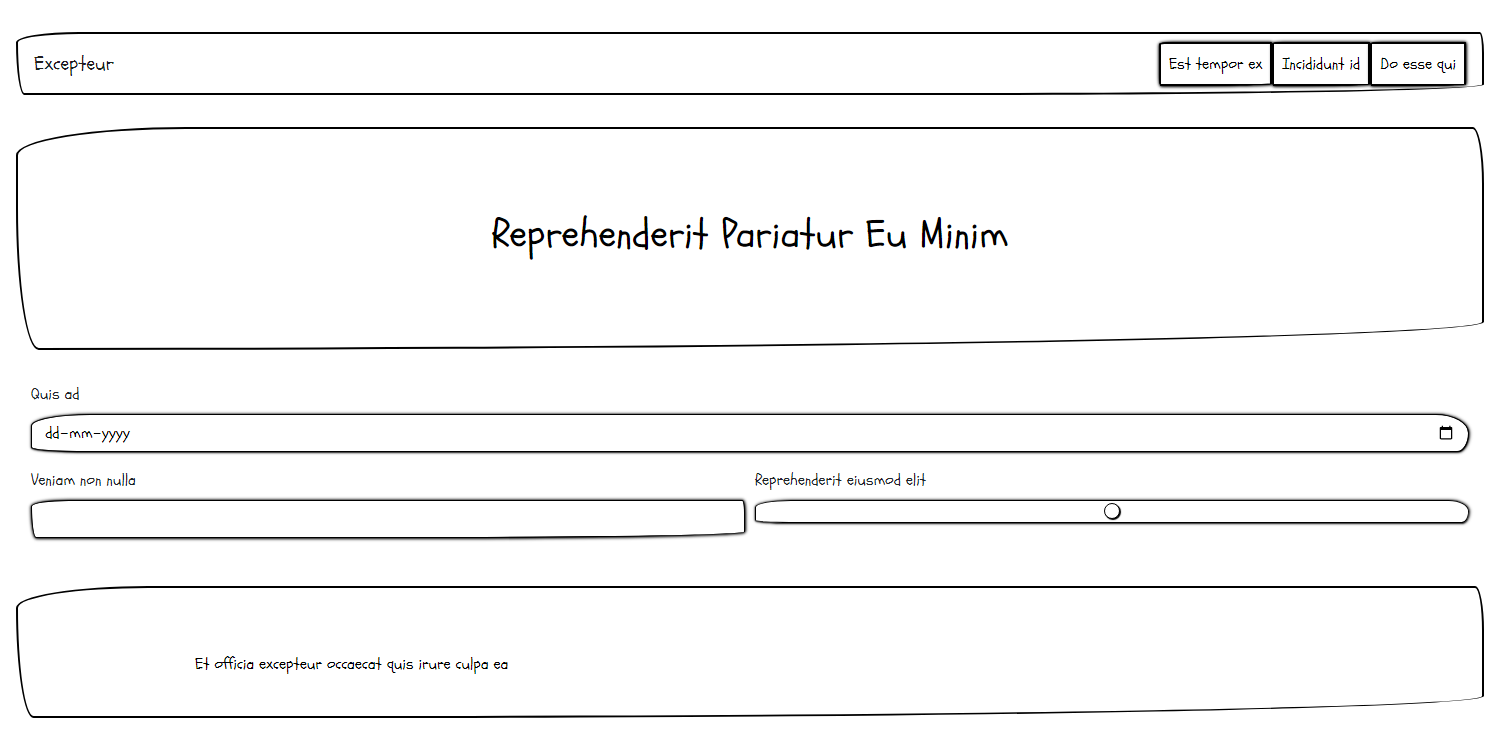 Excepteur
Est tempor ex
Incididunt id
Do esse qui
Reprehenderit Pariatur Eu Minim
Quis ad
dd-mm-yyyy
Veniam non nulla
Reprehenderit eiusmod elit
Et officia excepteur occaecat quis irure culpa ea